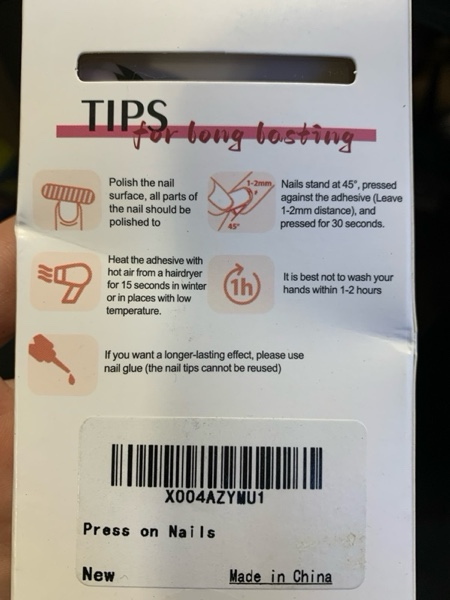 TIPS
for long lasting
Polish the nail
surface, all parts of
the nail should be
polished to
1-2mm
45°
Nails stand at 45°, pressed
against the adhesive (Leave
1-2mm distance), and
pressed for 30 seconds.
Heat the adhesive with
hot air from a hairdryer
for 15 seconds in winter
or in places with low
temperature.
1h
It is best not to wash your
hands within 1-2 hours
If you want a longer-lasting effect, please use
nail glue (the nail tips cannot be reused)
X004AZYMU1
Press on Nails
New
Made in China